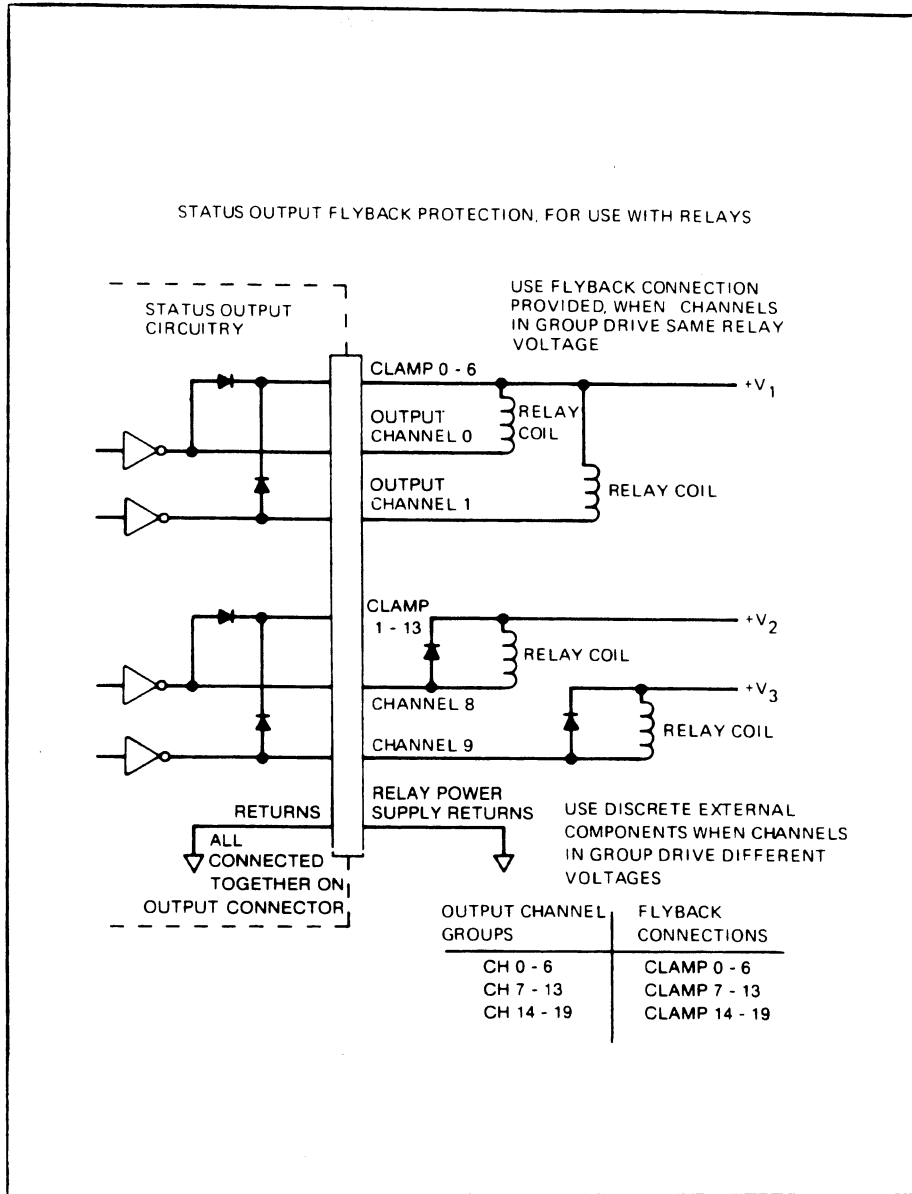 STATUS OUTPUT FLYBACK PROTECTION, FOR USE WITH RELAYS
STATUS OUTPUT
CIRCUITRY
USE FLYBACK CONNECTION
PROVIDED, WHEN CHANNELS
IN GROUP DRIVE SAME RELAY
VOLTAGE
CLAMP 0 - 6
+V1
OUTPUT
CHANNEL 0
RELAY
COIL
OUTPUT
CHANNEL 1
RELAY COIL
CLAMP
1 - 13
+V2
RELAY COIL
CHANNEL 8
+V3
RELAY COIL
CHANNEL 9
RETURNS
RELAY POWER
SUPPLY RETURNS
ALL
CONNECTED
TOGETHER ON
OUTPUT CONNECTOR
USE DISCRETE EXTERNAL
COMPONENTS WHEN CHANNELS
IN GROUP DRIVE DIFFERENT
VOLTAGES
OUTPUT CHANNEL
GROUPS
FLYBACK
CONNECTIONS
CH 0 - 6 CLAMP 0 - 6
CH 7 - 13 CLAMP 7 - 13
CH 14 - 19 CLAMP 14 - 19